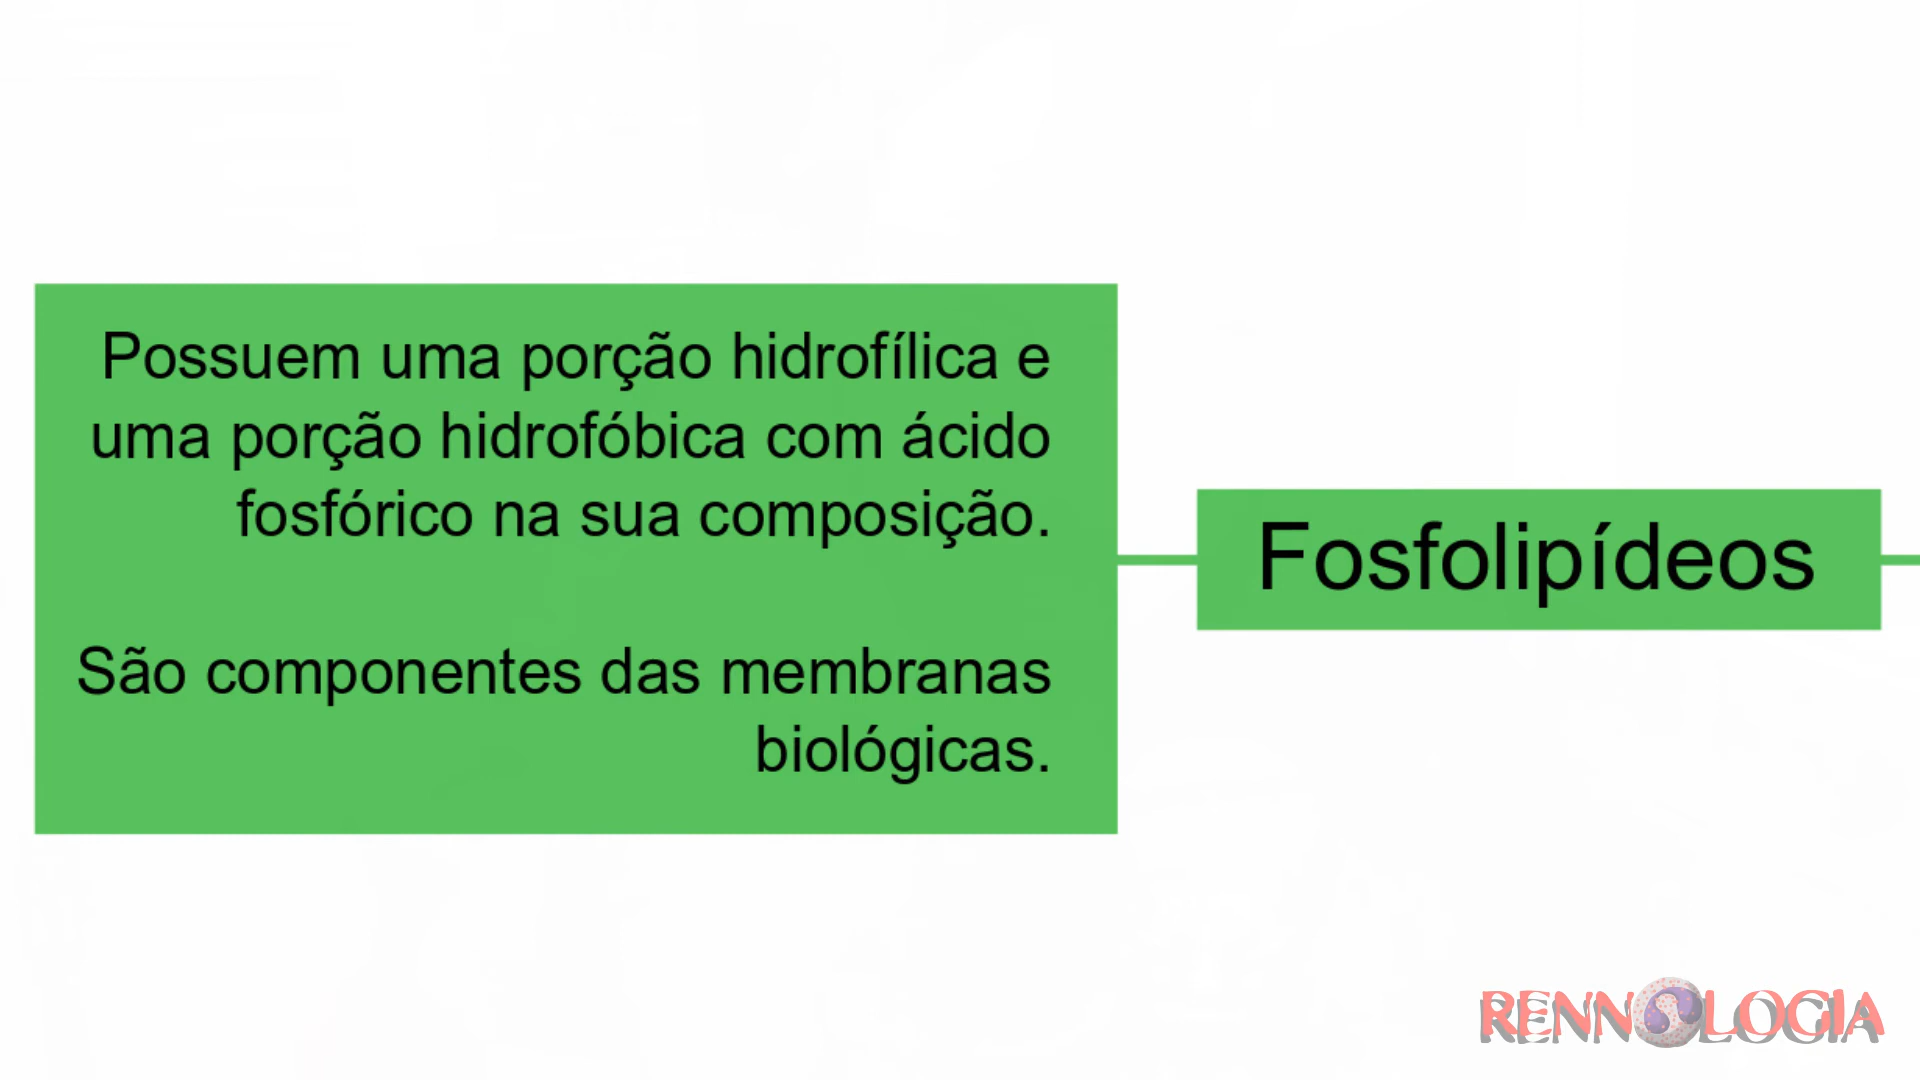 Possuem uma porção hidrofílica e
uma porção hidrofóbica com ácido
fosfórico na sua composição.
São componentes das membranas
biológicas.
Fosfolipídeos
RENNOLOGIA